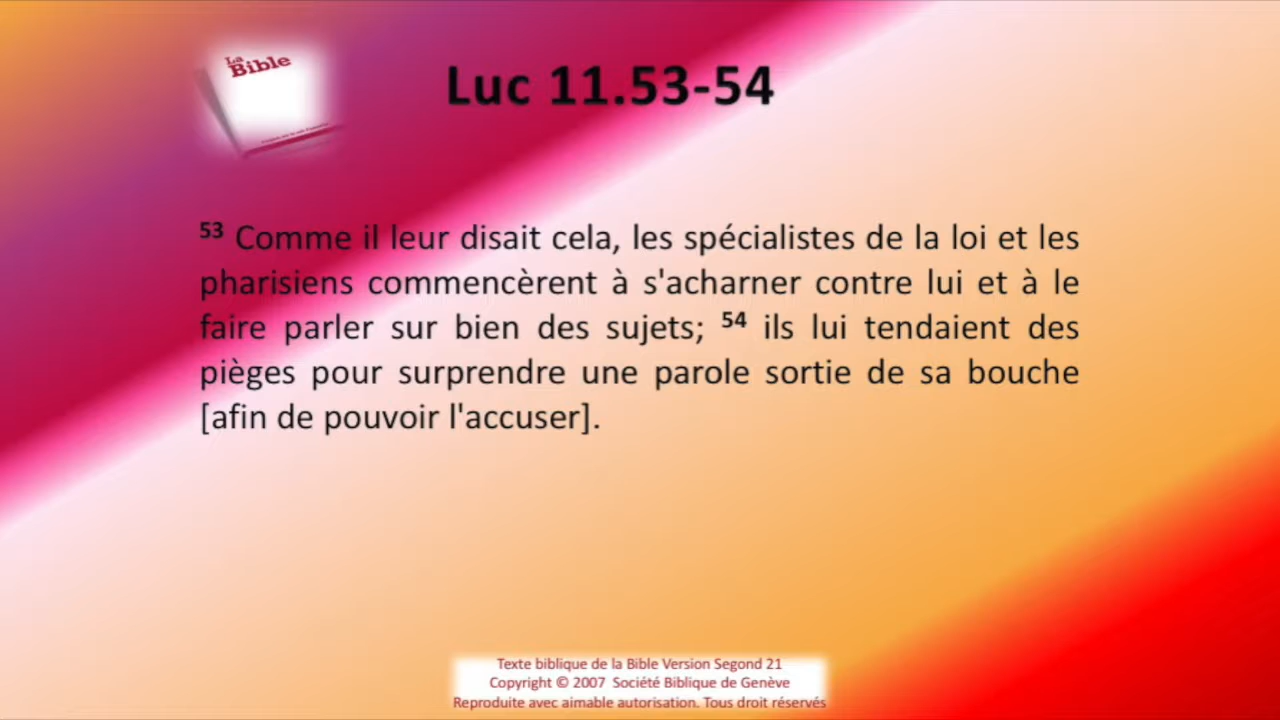 La
Bible
Luc 11.53-54
53 Comme il leur disait cela, les spécialistes de la loi et les
pharisiens commencèrent à s'acharner contre lui et à le
faire parler sur bien des sujets; 54 ils lui tendaient des
pièges pour surprendre une parole sortie de sa bouche
[afin de pouvoir l'accuser].
Texte biblique de la Bible Version Segond 21
Copyright © 2007 Société Biblique de Genève
Reproduite avec aimable autorisation. Tous droit réservés